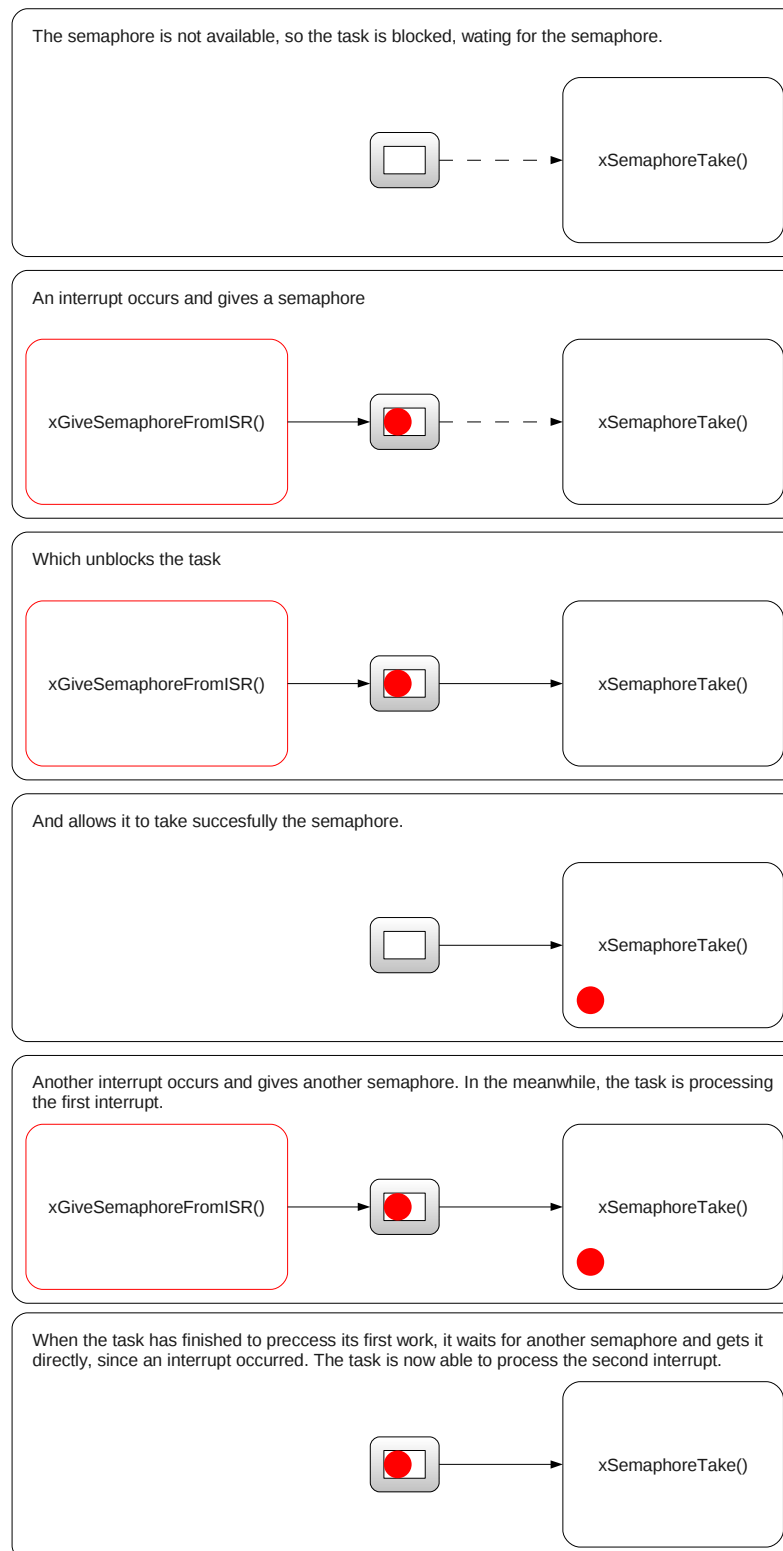 The semaphore is not available, so the task is blocked, wating for the semaphore.
xSemaphoreTake()
An interrupt occurs and gives a semaphore
xGiveSemaphoreFromISR()
xSemaphoreTake()
Which unblocks the task
xGiveSemaphoreFromISR()
xSemaphoreTake()
And allows it to take succesfully the semaphore.
xSemaphoreTake()
Another interrupt occurs and gives another semaphore. In the meanwhile, the task is processing
the first interrupt.
xGiveSemaphoreFromISR()
xSemaphoreTake()
When the task has finished to preccess its first work, it waits for another semaphore and gets it
directly, since an interrupt occurred. The task is now able to process the second interrupt.
xSemaphoreTake()